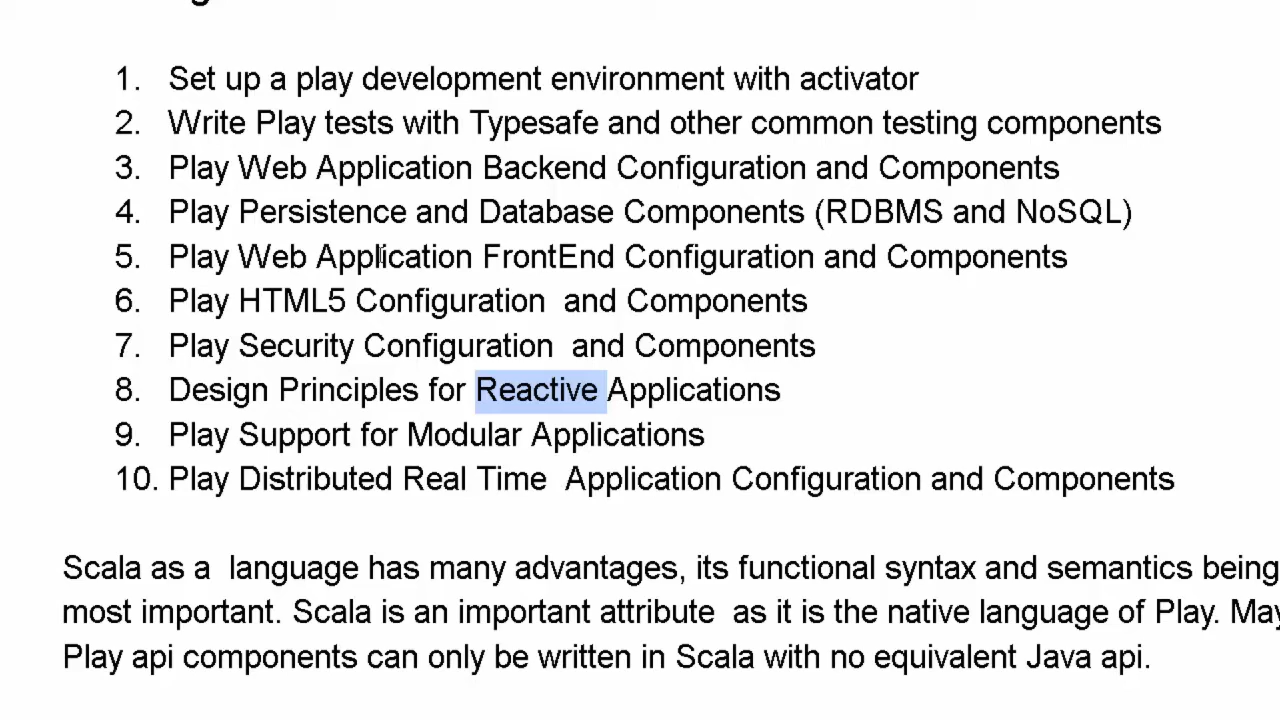 1. Set up a play development environment with activator
2. Write Play tests with Typesafe and other common testing components
3. Play Web Application Backend Configuration and Components
4. Play Persistence and Database Components (RDBMS and NoSQL)
5. Play Web Application FrontEnd Configuration and Components
6. Play HTML5 Configuration  and Components
7. Play Security Configuration  and Components
8. Design Principles for Reactive Applications
9. Play Support for Modular Applications
10. Play Distributed Real Time  Application Configuration and Components
Scala as a  language has many advantages, its functional syntax and semantics being
most important. Scala is an important attribute  as it is the native language of Play.
Play api components can only be written in Scala with no equivalent Java api.